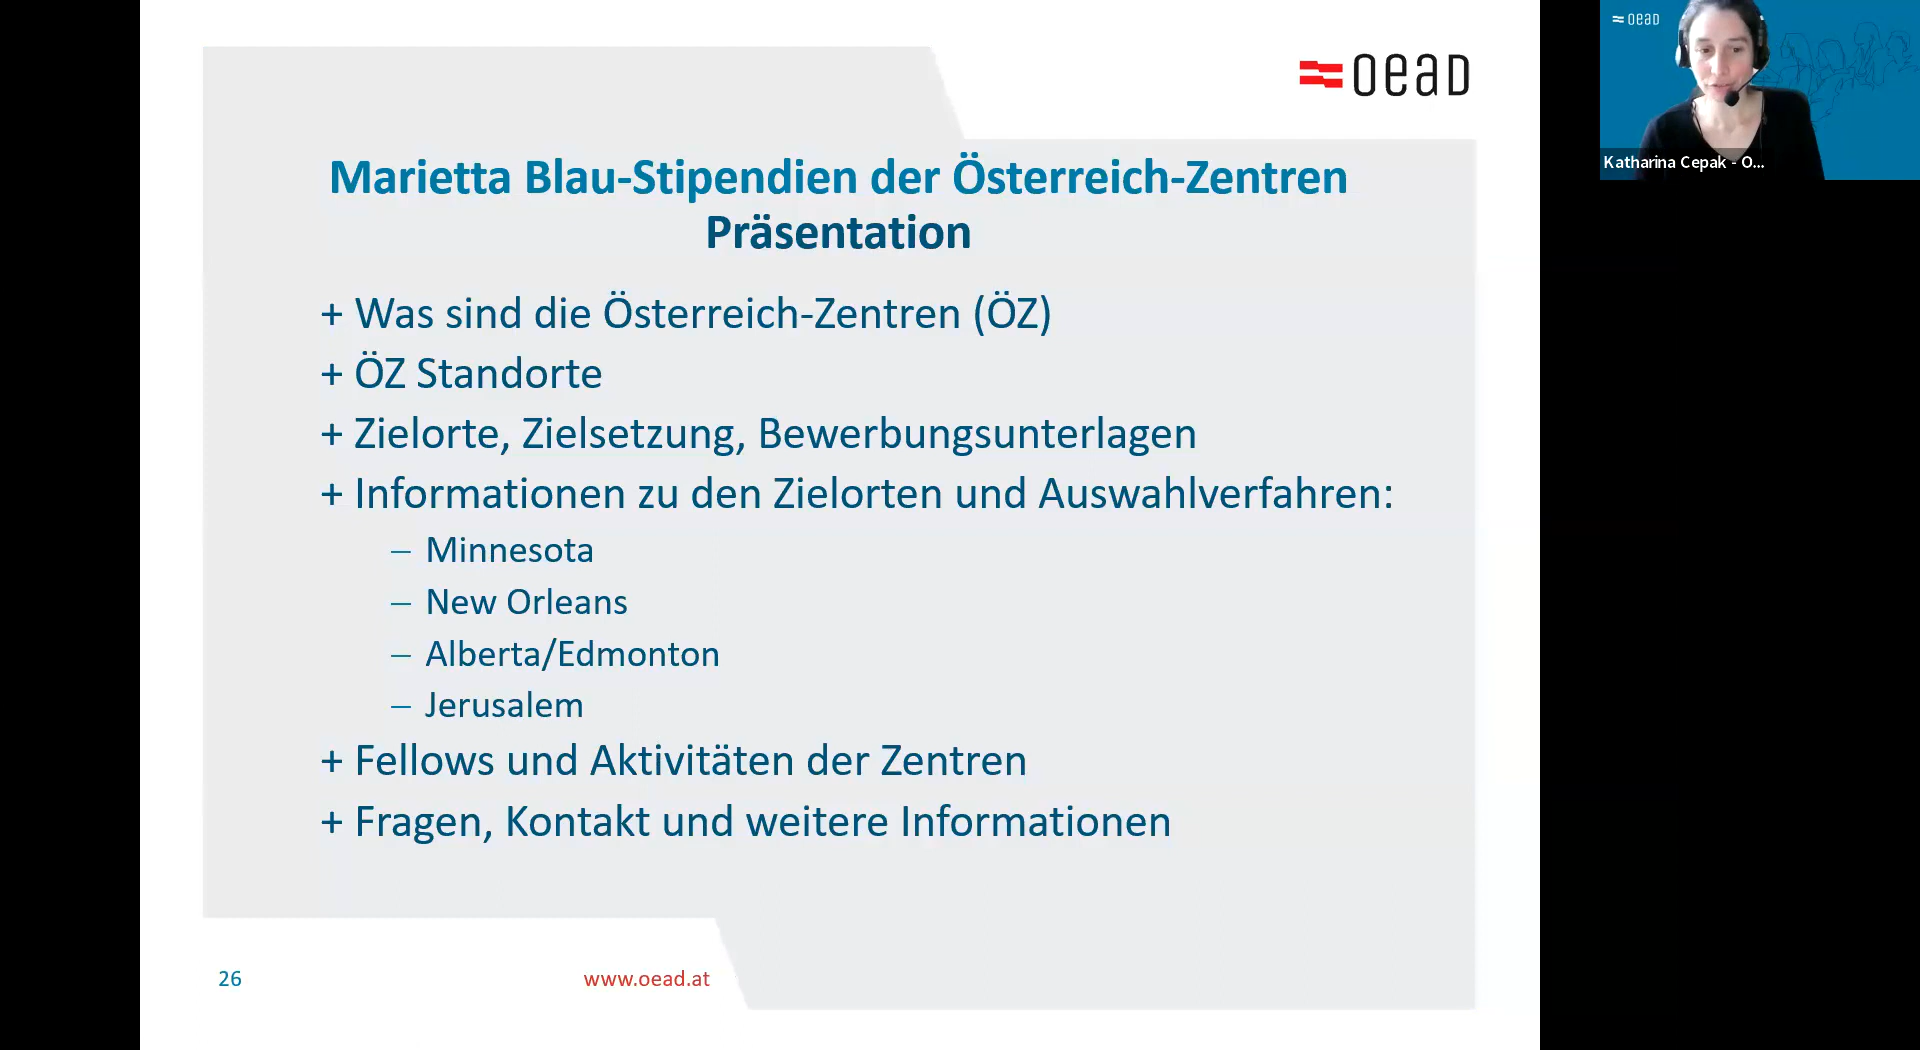 oead
Marietta Blau-Stipendien der Österreich-Zentren
Präsentation
+ Was sind die Österreich-Zentren (ÖZ)
+ ÖZ Standorte
+ Zielorte, Zielsetzung, Bewerbungsunterlagen
+ Informationen zu den Zielorten und Auswahlverfahren:
– Minnesota
– New Orleans
– Alberta/Edmonton
– Jerusalem
+ Fellows und Aktivitäten der Zentren
+ Fragen, Kontakt und weitere Informationen
26
www.oead.at
oead
Katharina Cepak - O...